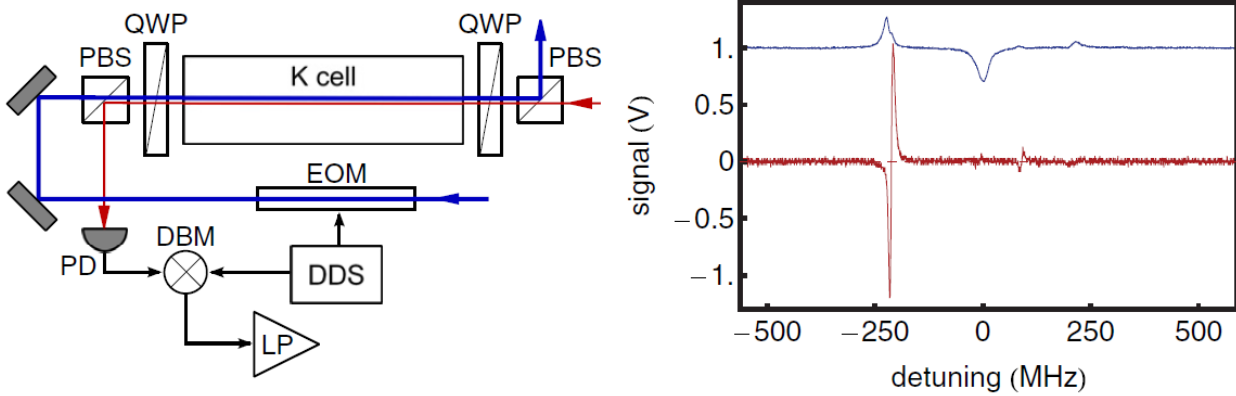 QWP
QWP
PBS
PBS
K cell
EOM
PD
DBM
DDS
LP
1.
0.5
0
−0.5
−1.
signal (V)
−500
−250
0
250
500
detuning (MHz)